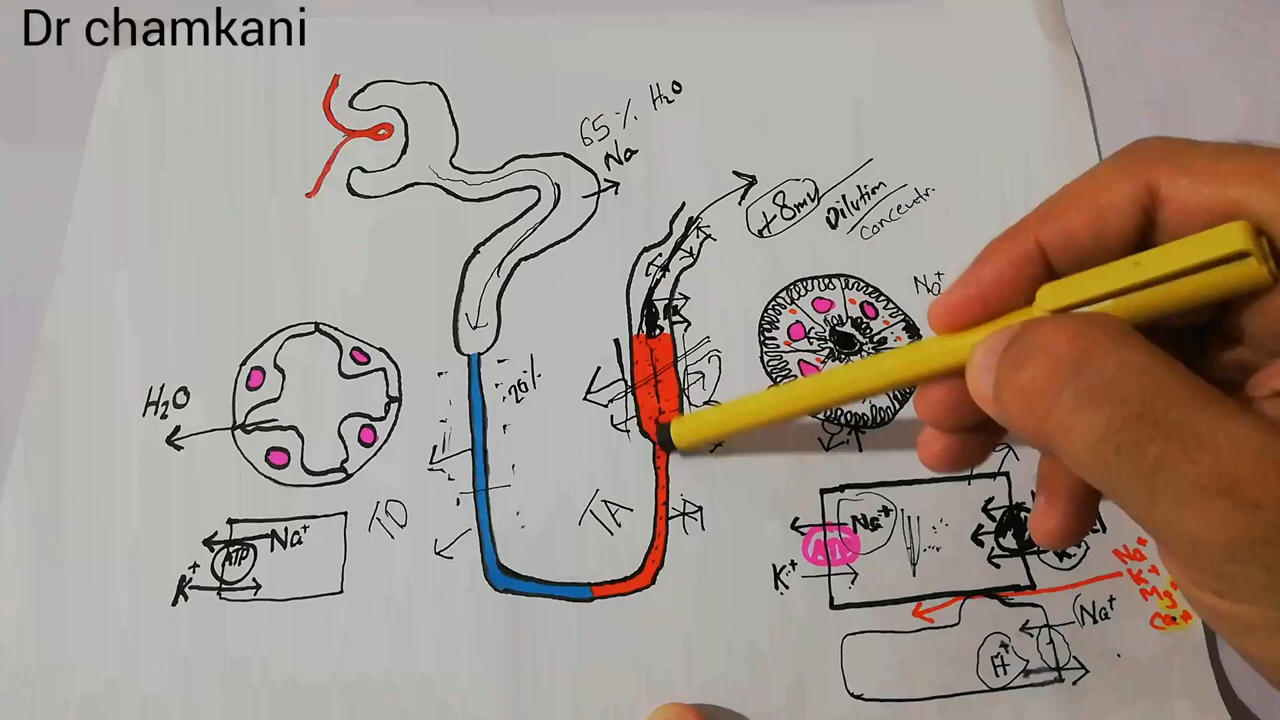 Dr chamkani
65% H₂O
Na
+8mv
Dilution
concentr.
Na⁺
20%
H₂O
TD
TA
Na⁺
ATP
K⁺
Na⁺
ATP
K⁺
K⁺
Na⁺
K⁺
Mg⁺
Ca⁺
Na⁺
H⁺